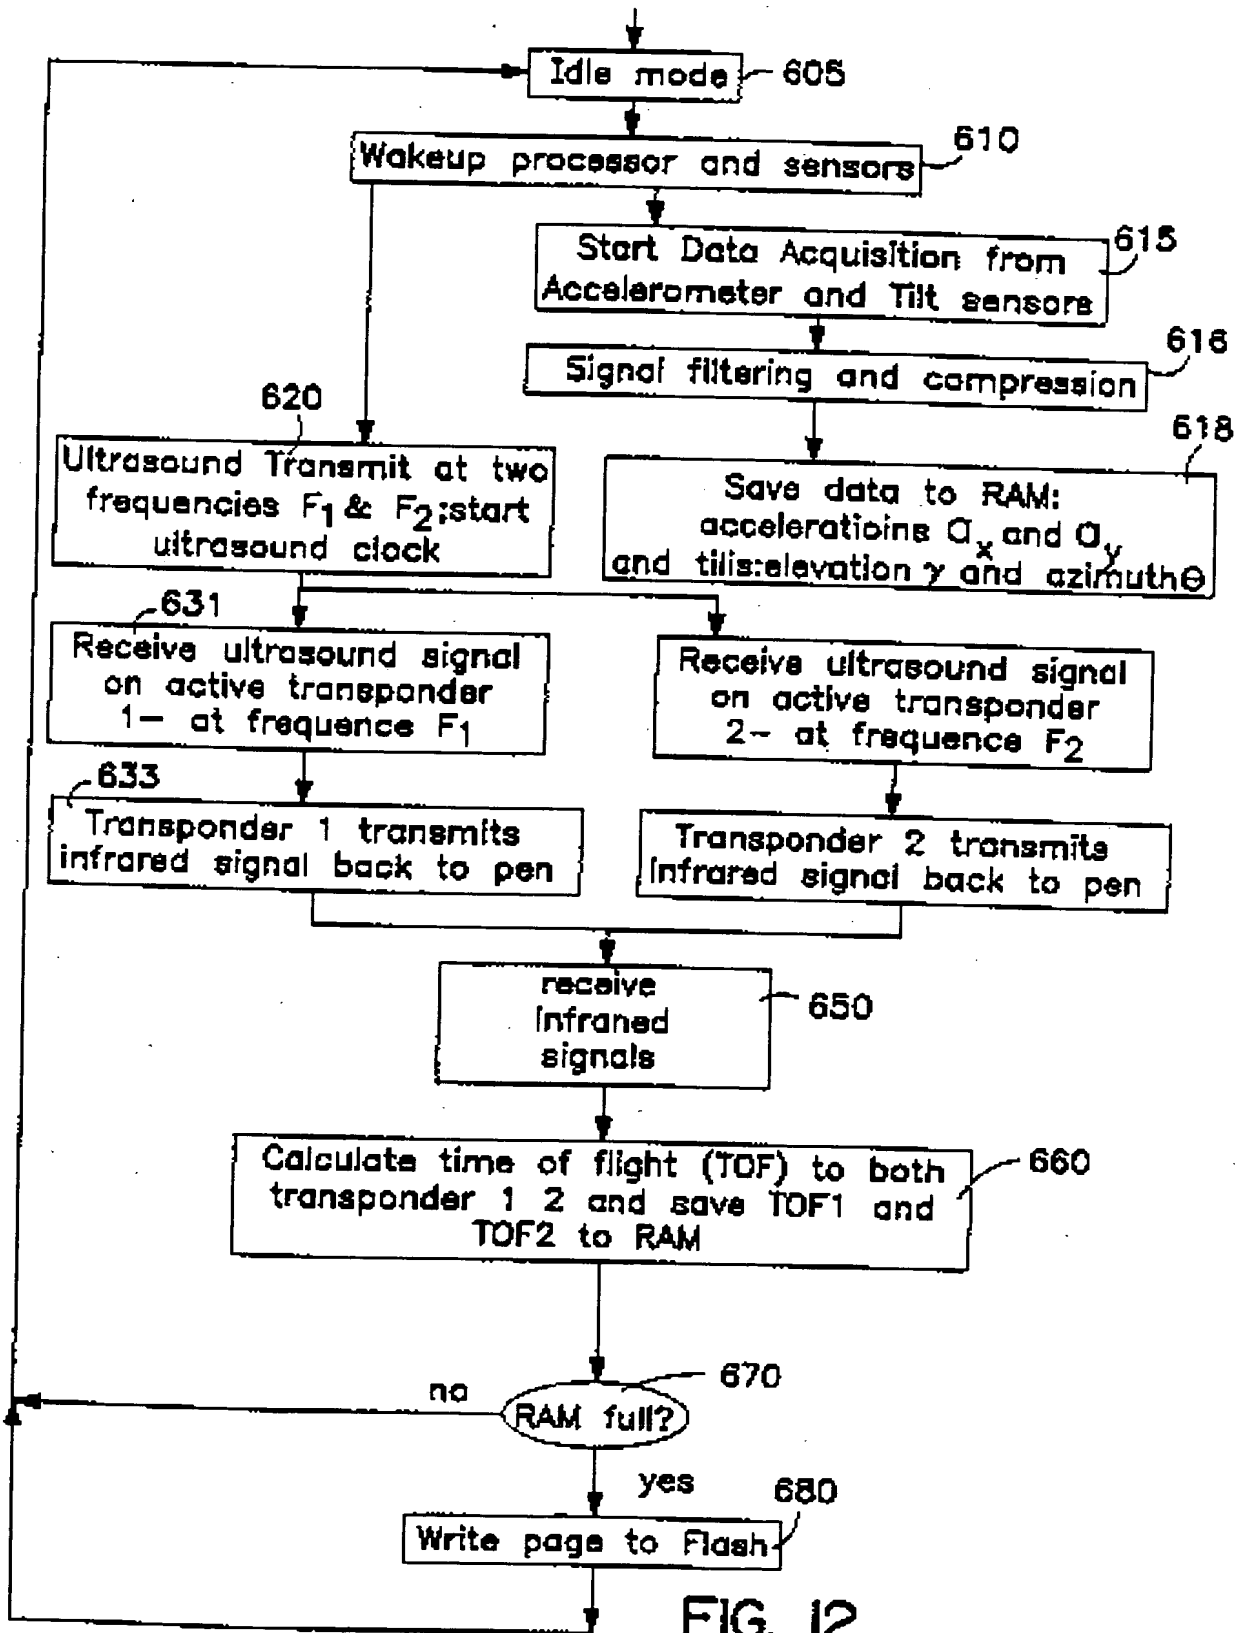 Idle mode
605
610
Wakeup processor and sensors
615
Start Data Acquisition from
Accelerometer and Tilt sensors
616
Signal filtering and compression
620
618
Ultrasound Transmit at two
frequencies F1 & F2;start
ultrasound clock
Save data to RAM:
acceleratioins ax and ay
and tilis:elevation γ and azimuthθ
631
Receive ultrasound signal
on active transponder
1- at frequence F1
Receive ultrasound signal
on active transponder
2- at frequence F2
633
Transponder 1 transmits
infrared signal back to pen
Transponder 2 transmits
infrared signal back to pen
receive
infraned
signals
650
Calculate time of flight (TOF) to both
transponder 1 2 and save TOF1 and
TOF2 to RAM
660
670
no
RAM full?
yes
680
Write page to Flash
FIG. 12